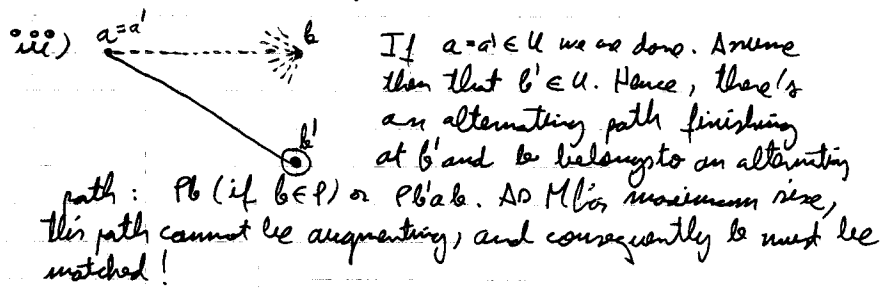 iii) a=a' b If a=a' ∈ U we are done. Assume
then that b' ∈ U. Hence, there's
an alternating path finishing
b' at b' and b belongs to an alternating
path: Pb (if b∈P) or Pb'ab. As M has maximum size,
this path cannot be augmenting, and consequently b must be
matched!